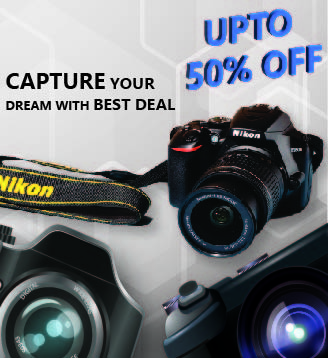 UPTO
50% OFF
CAPTURE YOUR
DREAM WITH BEST DEAL
Nikon
Nikon